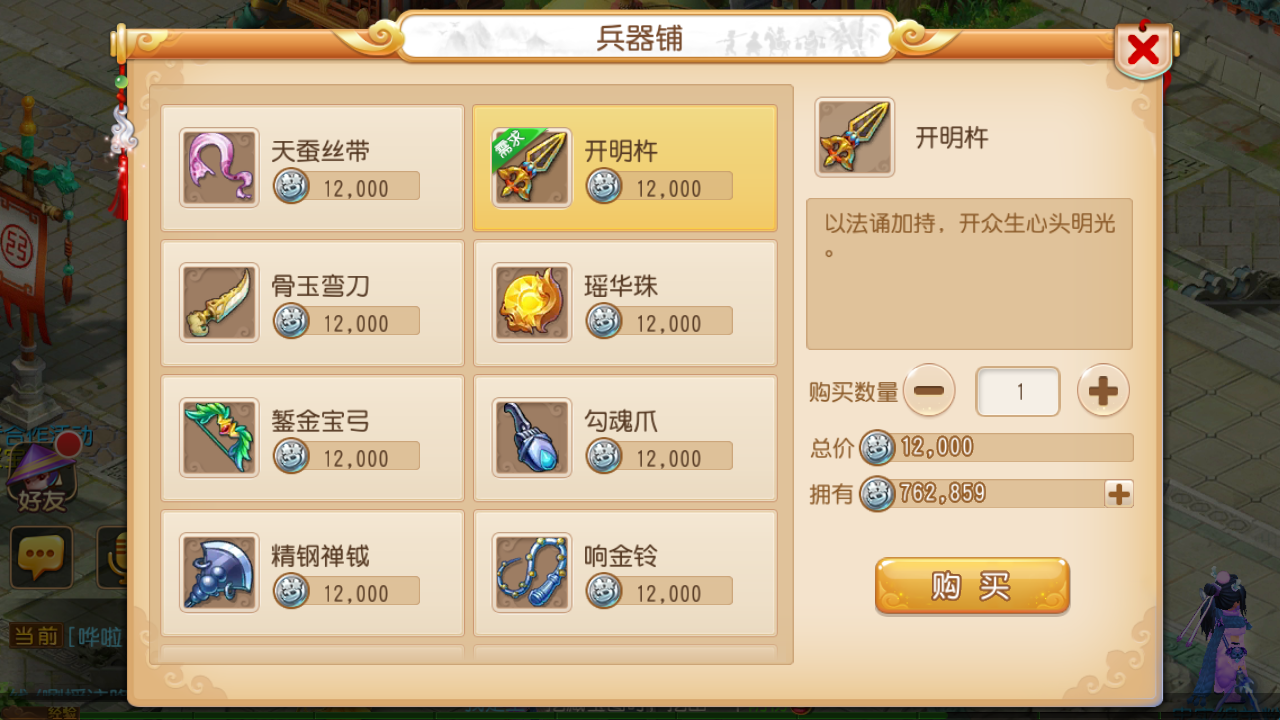 兵器铺
天蚕丝带
12,000
需求
开明杵
12,000
骨玉弯刀
12,000
瑶华珠
12,000
錾金宝弓
12,000
勾魂爪
12,000
精钢禅钺
12,000
响金铃
12,000
开明杵
以法诵加持，开众生心头明光
。
购买数量
1
总价
12,000
拥有
762,859
购 买
好友
当前
[哗啦
经验